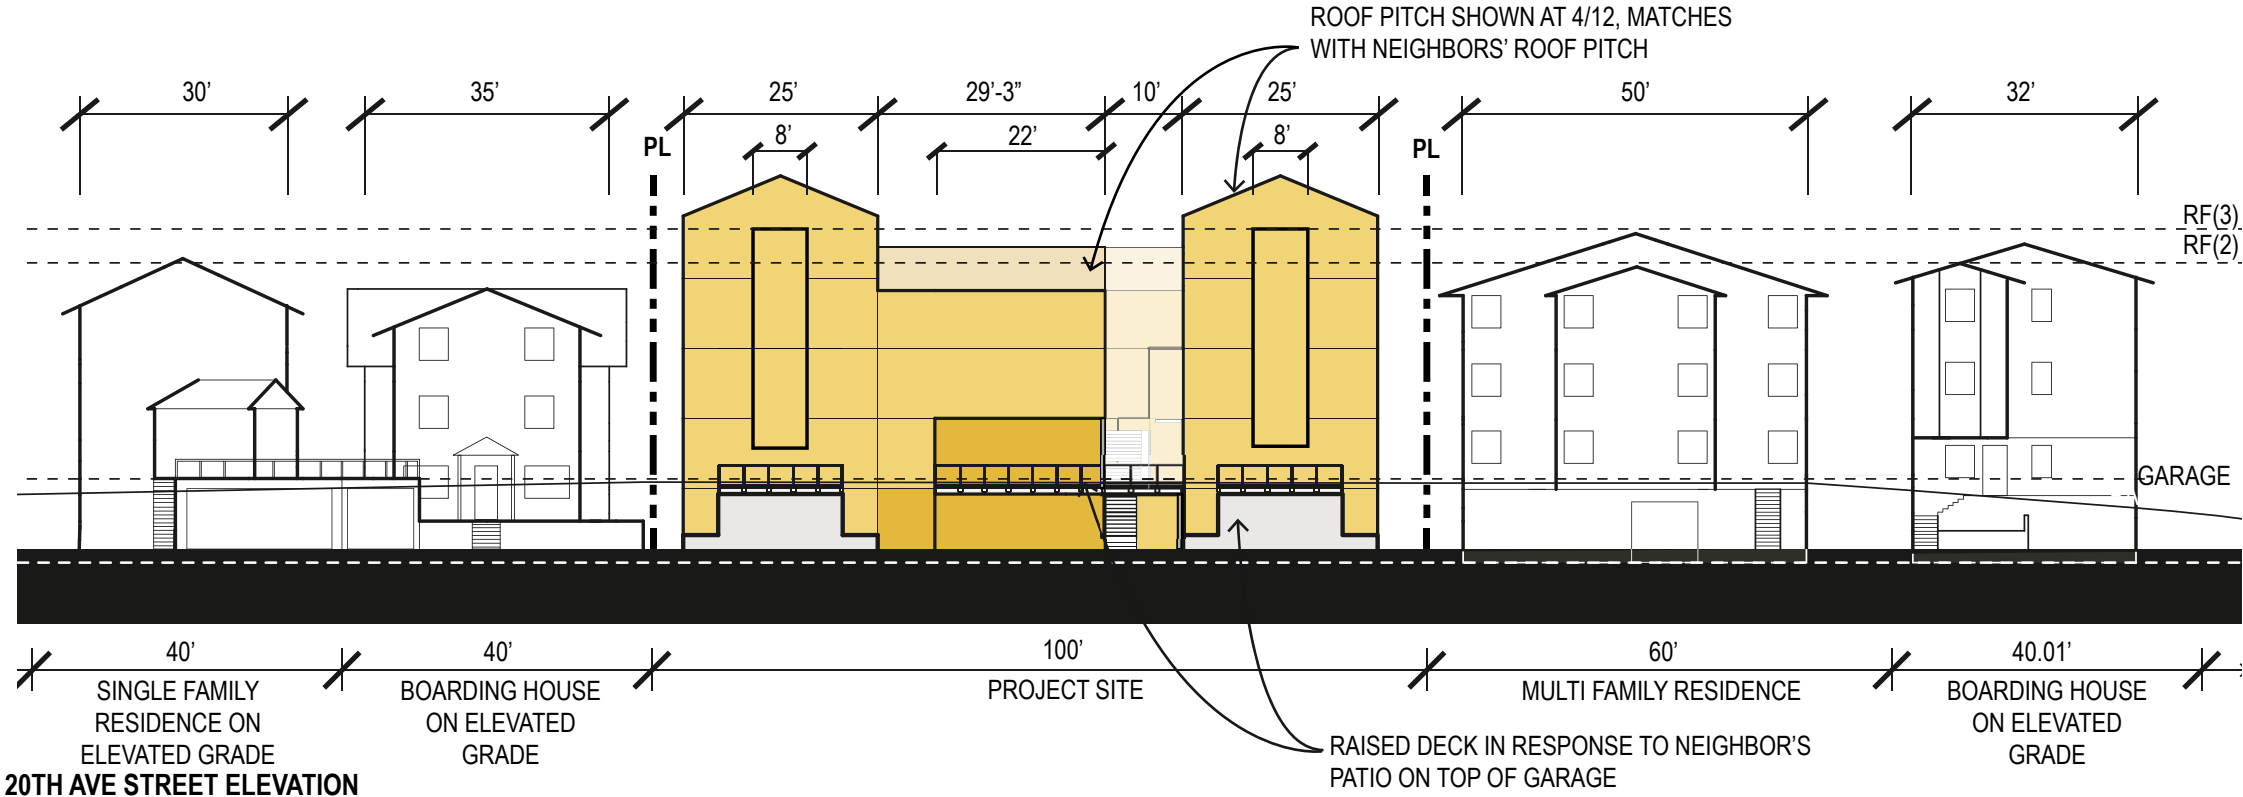 ROOF PITCH SHOWN AT 4/12, MATCHES
WITH NEIGHBORS’ ROOF PITCH
30’
35’
25’
29’-3”
10’
25’
50’
32’
PL
8’
22’
8’
PL
RF(3)
RF(2)
GARAGE
40’
40’
100’
60’
40.01’
SINGLE FAMILY
RESIDENCE ON
ELEVATED GRADE
BOARDING HOUSE
ON ELEVATED
GRADE
PROJECT SITE
MULTI FAMILY RESIDENCE
BOARDING HOUSE
ON ELEVATED
GRADE
RAISED DECK IN RESPONSE TO NEIGHBOR’S
PATIO ON TOP OF GARAGE
20TH AVE STREET ELEVATION